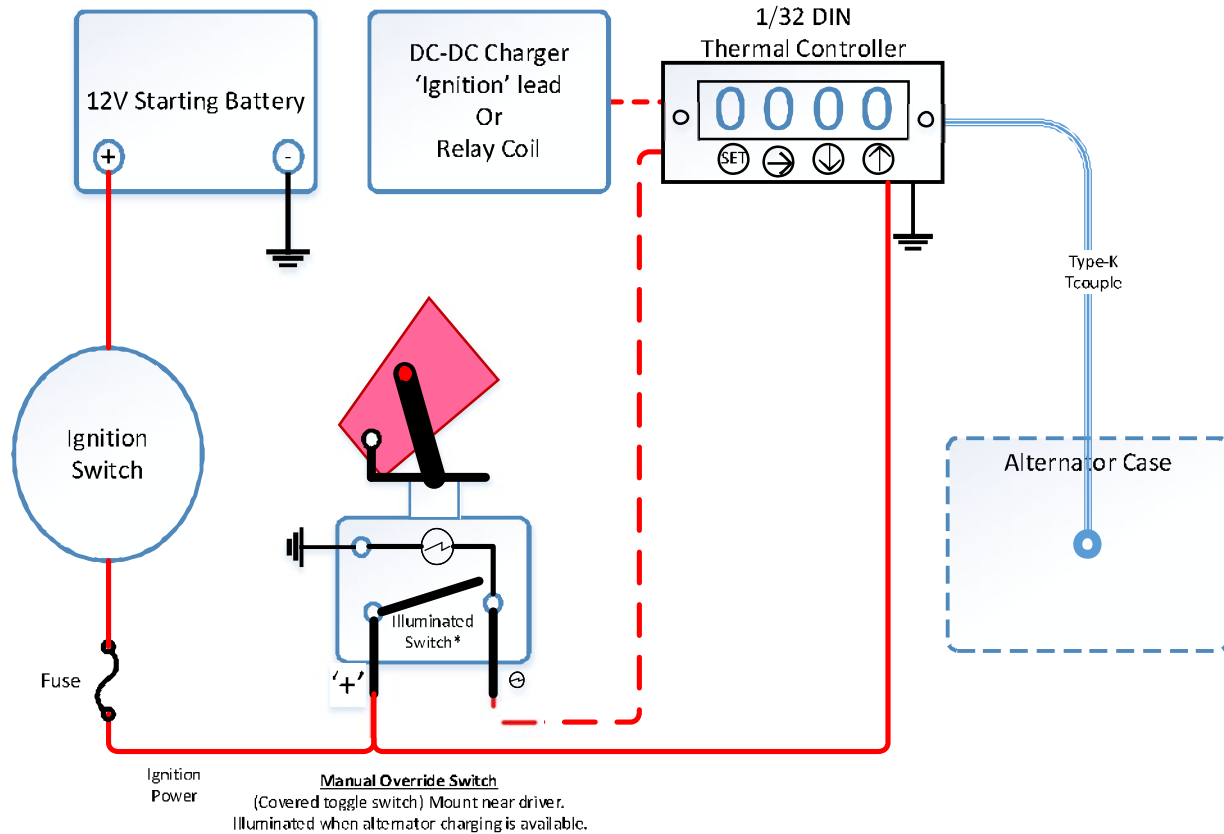 1/32 DIN
Thermal Controller
12V Starting Battery
+
-
DC-DC Charger
‘Ignition’ lead
Or
Relay Coil
0000
SET
Type-K
Tcouple
Ignition
Switch
Alternator Case
Illuminated
Switch*
‘+’
Fuse
Ignition
Power
Manual Override Switch
(Covered toggle switch) Mount near driver.
Illuminated when alternator charging is available.